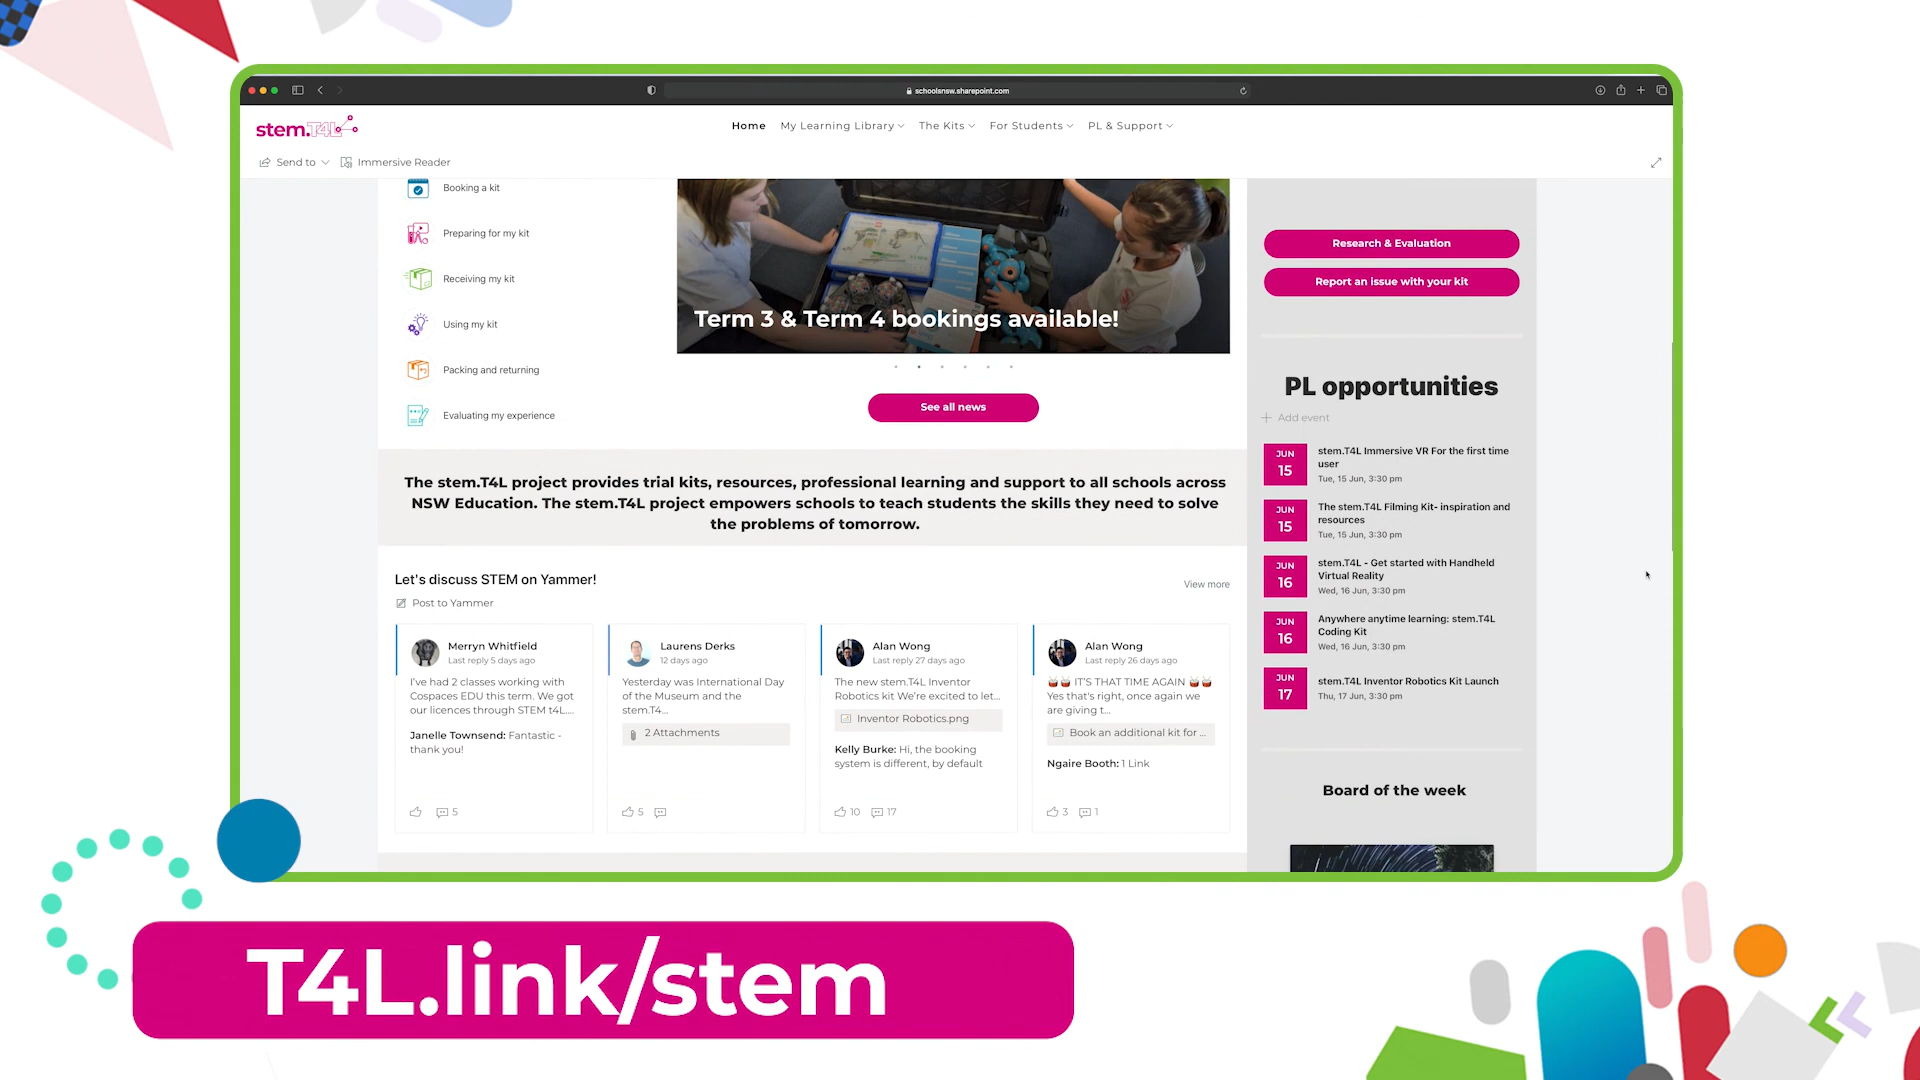 schoolsnsw.sharepoint.com
stem.T4L
Home
My Learning Library
The Kits
For Students
PL & Support
Send to
Immersive Reader
Booking a kit
Preparing for my kit
Receiving my kit
Using my kit
Packing and returning
Evaluating my experience
Term 3 & Term 4 bookings available!
See all news
Research & Evaluation
Report an issue with your kit
The stem.T4L project provides trial kits, resources, professional learning and support to all schools across
NSW Education. The stem.T4L project empowers schools to teach students the skills they need to solve
the problems of tomorrow.
Let's discuss STEM on Yammer!
View more
Post to Yammer
Merryn Whitfield
Last reply 5 days ago
I've had 2 classes working with
Cospaces EDU this term. We got
our licences through STEM t4L....
Janelle Townsend: Fantastic -
thank you!
5
Laurens Derks
12 days ago
Yesterday was International Day
of the Museum and the
stem.T4...
2 Attachments
5
Alan Wong
Last reply 27 days ago
The new stem.T4L Inventor
Robotics kit We're excited to let...
Inventor Robotics.png
Kelly Burke: Hi, the booking
system is different, by default
10
17
Alan Wong
Last reply 26 days ago
🥁🥁 IT'S THAT TIME AGAIN 🥁🥁
Yes that's right, once again we
are giving t...
Book an additional kit for ...
Ngaire Booth: 1 Link
3
1
PL opportunities
Add event
JUN
15
stem.T4L Immersive VR For the first time
user
Tue, 15 Jun, 3:30 pm
JUN
15
The stem.T4L Filming Kit- inspiration and
resources
Tue, 15 Jun, 3:30 pm
JUN
16
stem.T4L - Get started with Handheld
Virtual Reality
Wed, 16 Jun, 3:30 pm
JUN
16
Anywhere anytime learning: stem.T4L
Coding Kit
Wed, 16 Jun, 3:30 pm
JUN
17
stem.T4L Inventor Robotics Kit Launch
Thu, 17 Jun, 3:30 pm
Board of the week
T4L.link/stem